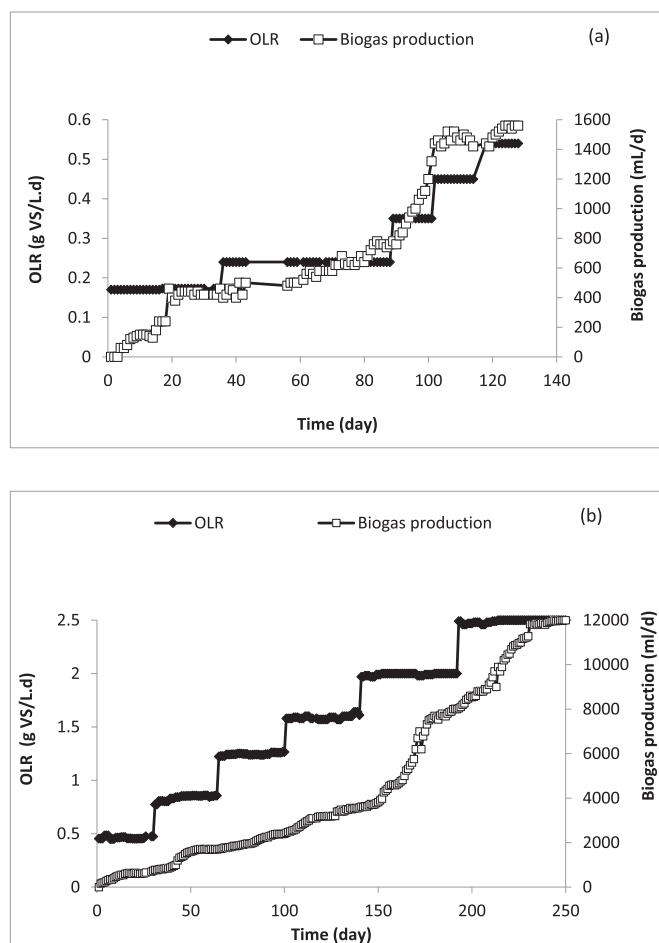 OLR Biogas production (a)
0.6 1600
0.5 1400
0.4 1200
0.3 1000
0.2 800
0.1 600
0 400
200
0
0 20 40 60 80 100 120 140
OLR (g VS/L.d)
Biogas production (mL/d)
Time (day)
OLR Biogas production (b)
2.5 12000
2 10000
1.5 8000
1 6000
0.5 4000
0 2000
0
0 50 100 150 200 250
OLR (g VS/L.d)
Biogas production (ml/d)
Time (day)